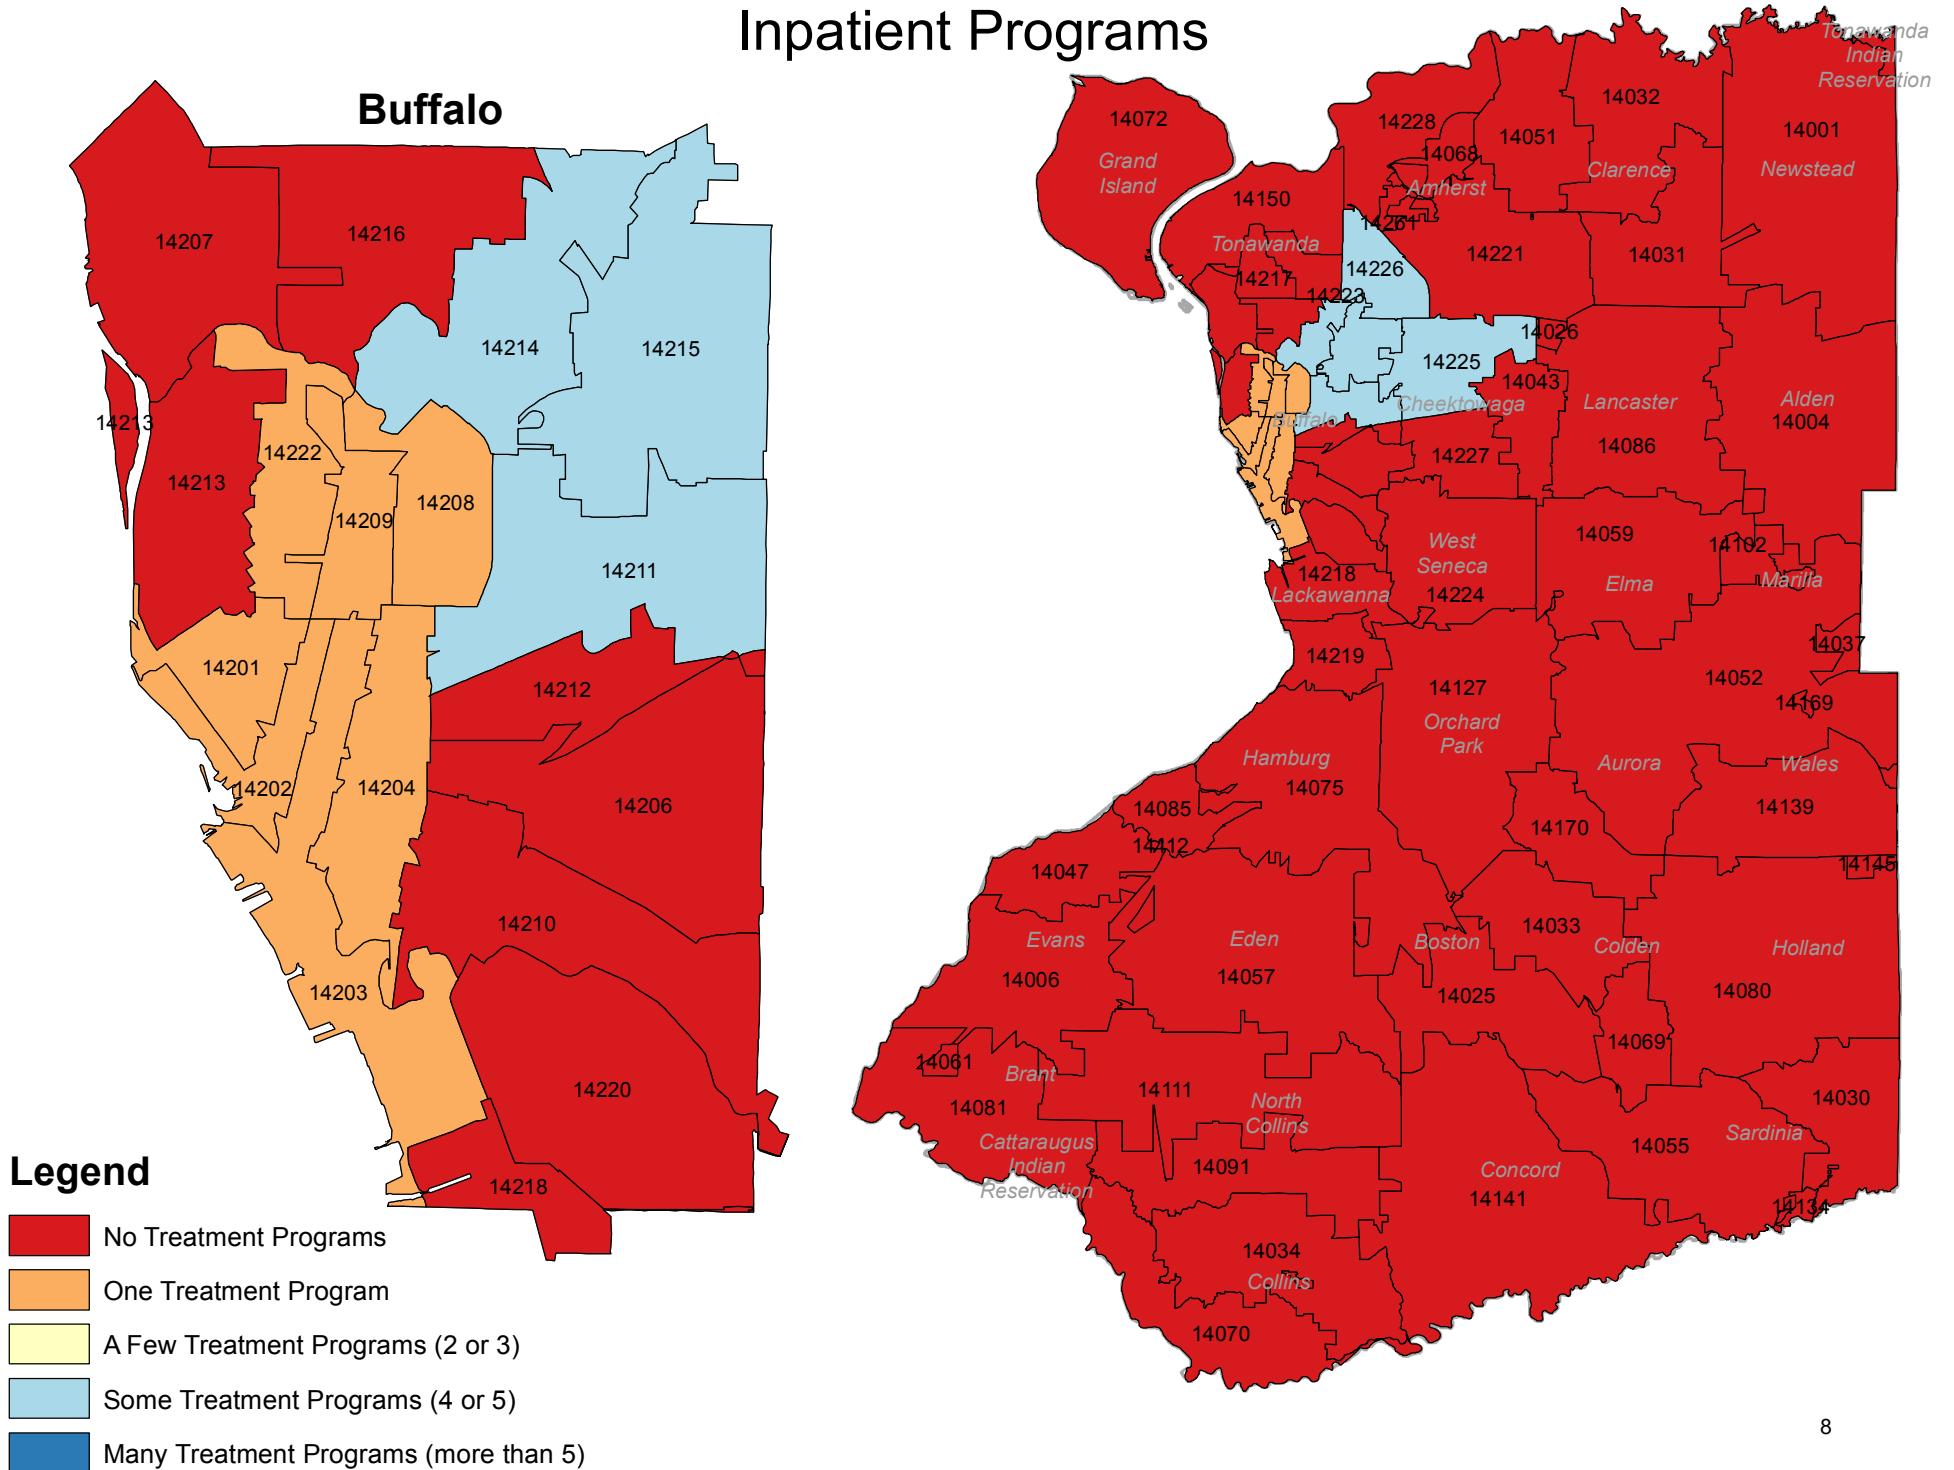 Inpatient Programs
Buffalo
14207
14216
14214
14215
14213
14213
14222
14209
14208
14211
14201
14212
14202
14204
14206
14210
14203
14220
14218
Legend
No Treatment Programs
One Treatment Program
A Few Treatment Programs (2 or 3)
Some Treatment Programs (4 or 5)
Many Treatment Programs (more than 5)
Tonawanda
Indian
Reservation
14072
Grand
Island
14228
14068
14051
14032
14001
Amherst
Clarence
Newstead
14150
Tonawanda
14261
14217
14226
14223
14221
14031
14026
14225
14043
Cheektowaga
Buffalo
Lancaster
Alden
14004
14227
14086
West
Seneca
14224
14059
Elma
14102
Marilla
14218
Lackawanna
14219
14037
14127
14052
14169
Orchard
Park
Hamburg
14075
Aurora
Wales
14085
14112
14170
14139
14145
14047
Evans
Eden
Boston
14033
Colden
Holland
14006
14057
14025
14080
14061
Brant
14069
14081
14111
North
Collins
14030
Cattaraugus
Indian
Reservation
14091
Concord
14141
14055
Sardinia
14134
14034
Collins
14070
8